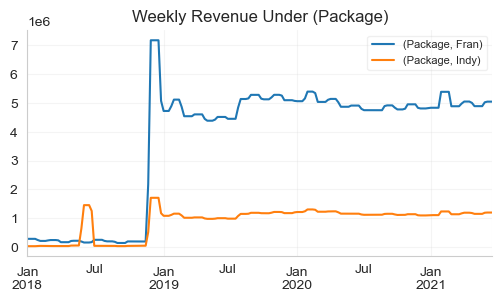 Weekly Revenue Under (Package)
1e6
(Package, Fran)
(Package, Indy)
7
6
5
4
3
2
1
0
Jan Jul Jan Jul Jan Jul Jan
2018 2019 2020 2021